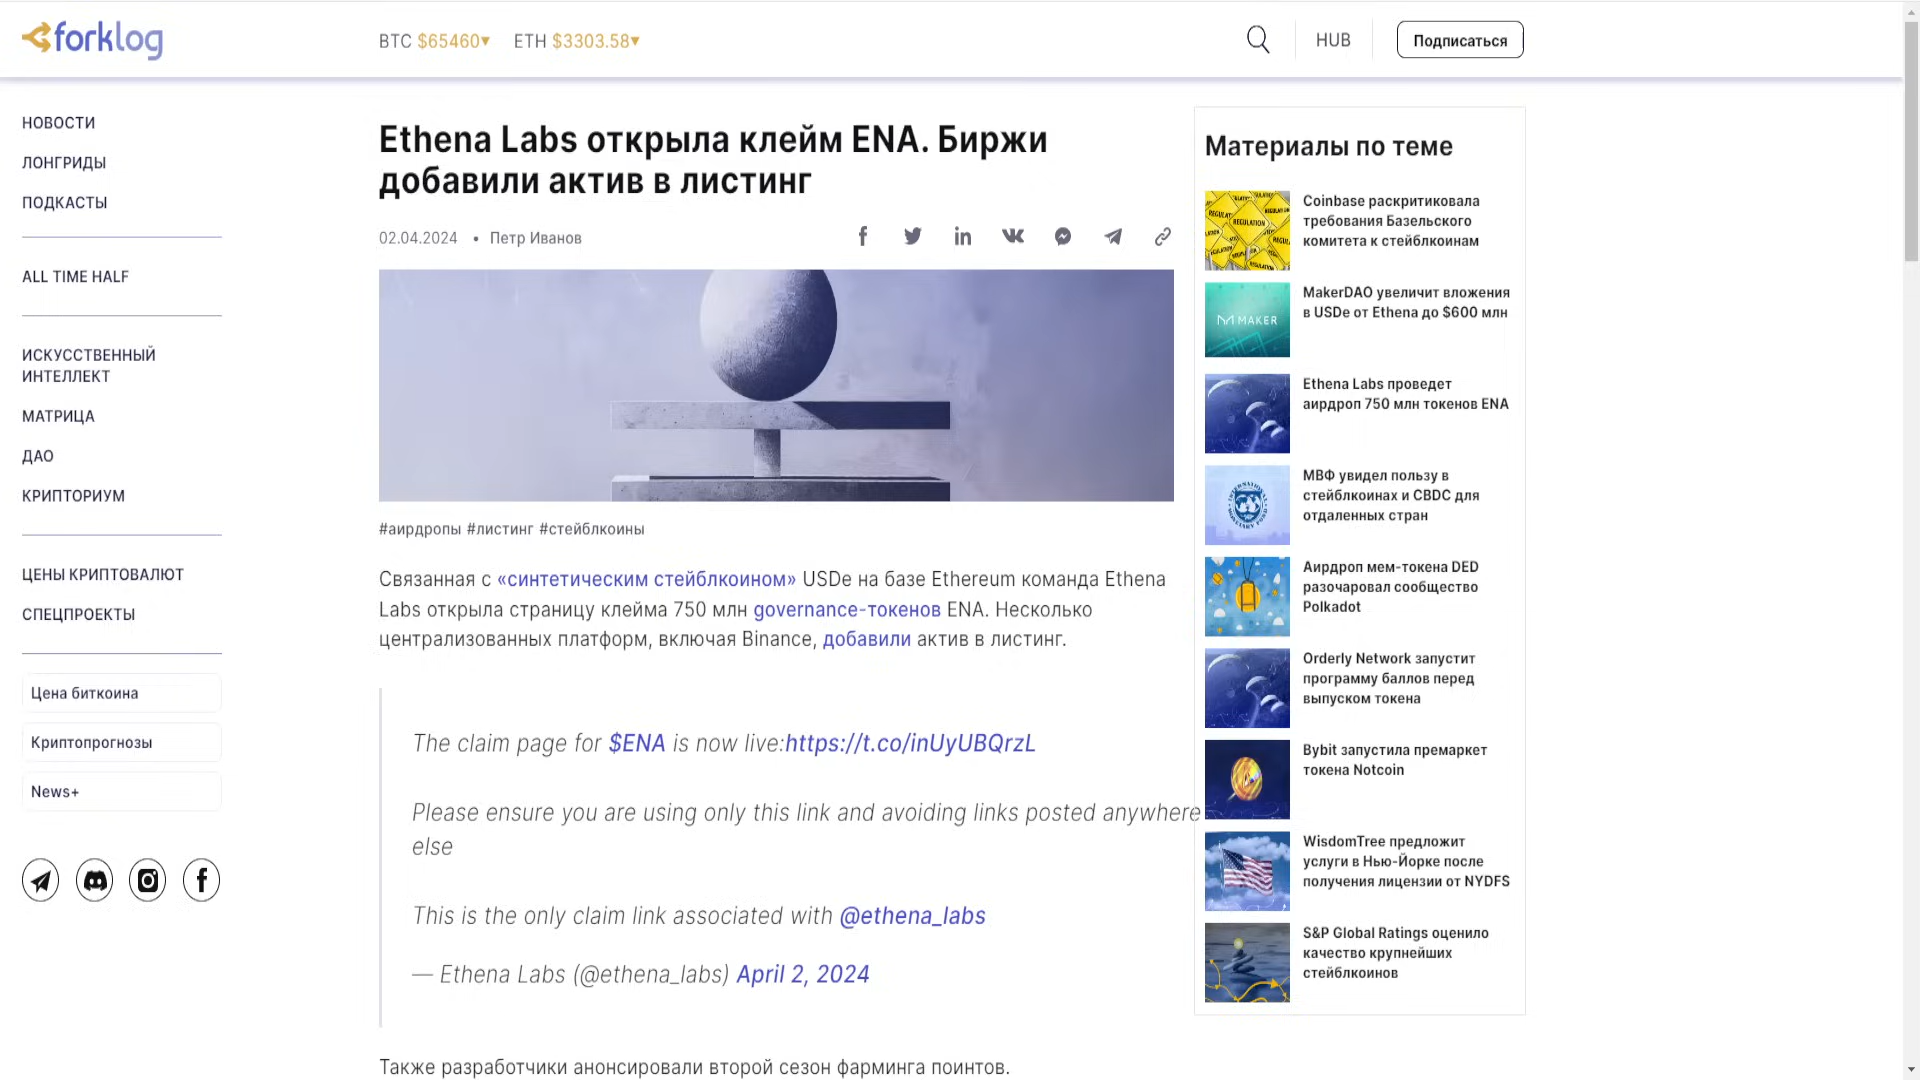 forklog
BTC $65460▾ ETH $3303.58▾
HUB
Подписаться
НОВОСТИ
ЛОНГРИДЫ
ПОДКАСТЫ
ALL TIME HALF
ИСКУССТВЕННЫЙ
ИНТЕЛЛЕКТ
МАТРИЦА
ДАО
КРИПТОРИУМ
ЦЕНЫ КРИПТОВАЛЮТ
СПЕЦПРОЕКТЫ
Цена биткоина
Криптопрогнозы
News+
Ethena Labs открыла клейм ENA. Биржи
добавили актив в листинг
02.04.2024 • Петр Иванов
#аирдропы #листинг #стейблкоины
Связанная с «синтетическим стейблкоином» USDe на базе Ethereum команда Ethena
Labs открыла страницу клейма 750 млн governance-токенов ENA. Несколько
централизованных платформ, включая Binance, добавили актив в листинг.
The claim page for $ENA is now live:https://t.co/inUyUBQrzL
Please ensure you are using only this link and avoiding links posted anywhere
else
This is the only claim link associated with @ethena_labs
— Ethena Labs (@ethena_labs) April 2, 2024
Также разработчики анонсировали второй сезон фарминга поинтов.
Материалы по теме
REGULATION
Coinbase раскритиковала
требования Базельского
комитета к стейблкоинам
MAKER
MakerDAO увеличит вложения
в USDe от Ethena до $600 млн
Ethena Labs проведет
аирдроп 750 млн токенов ENA
МВФ увидел пользу в
стейблкоинах и CBDC для
отдаленных стран
Аирдроп мем-токена DED
разочаровал сообщество
Polkadot
Orderly Network запустит
программу баллов перед
выпуском токена
Bybit запустила премаркет
токена Notcoin
WisdomTree предложит
услуги в Нью-Йорке после
получения лицензии от NYDFS
S&P Global Ratings оценило
качество крупнейших
стейблкоинов